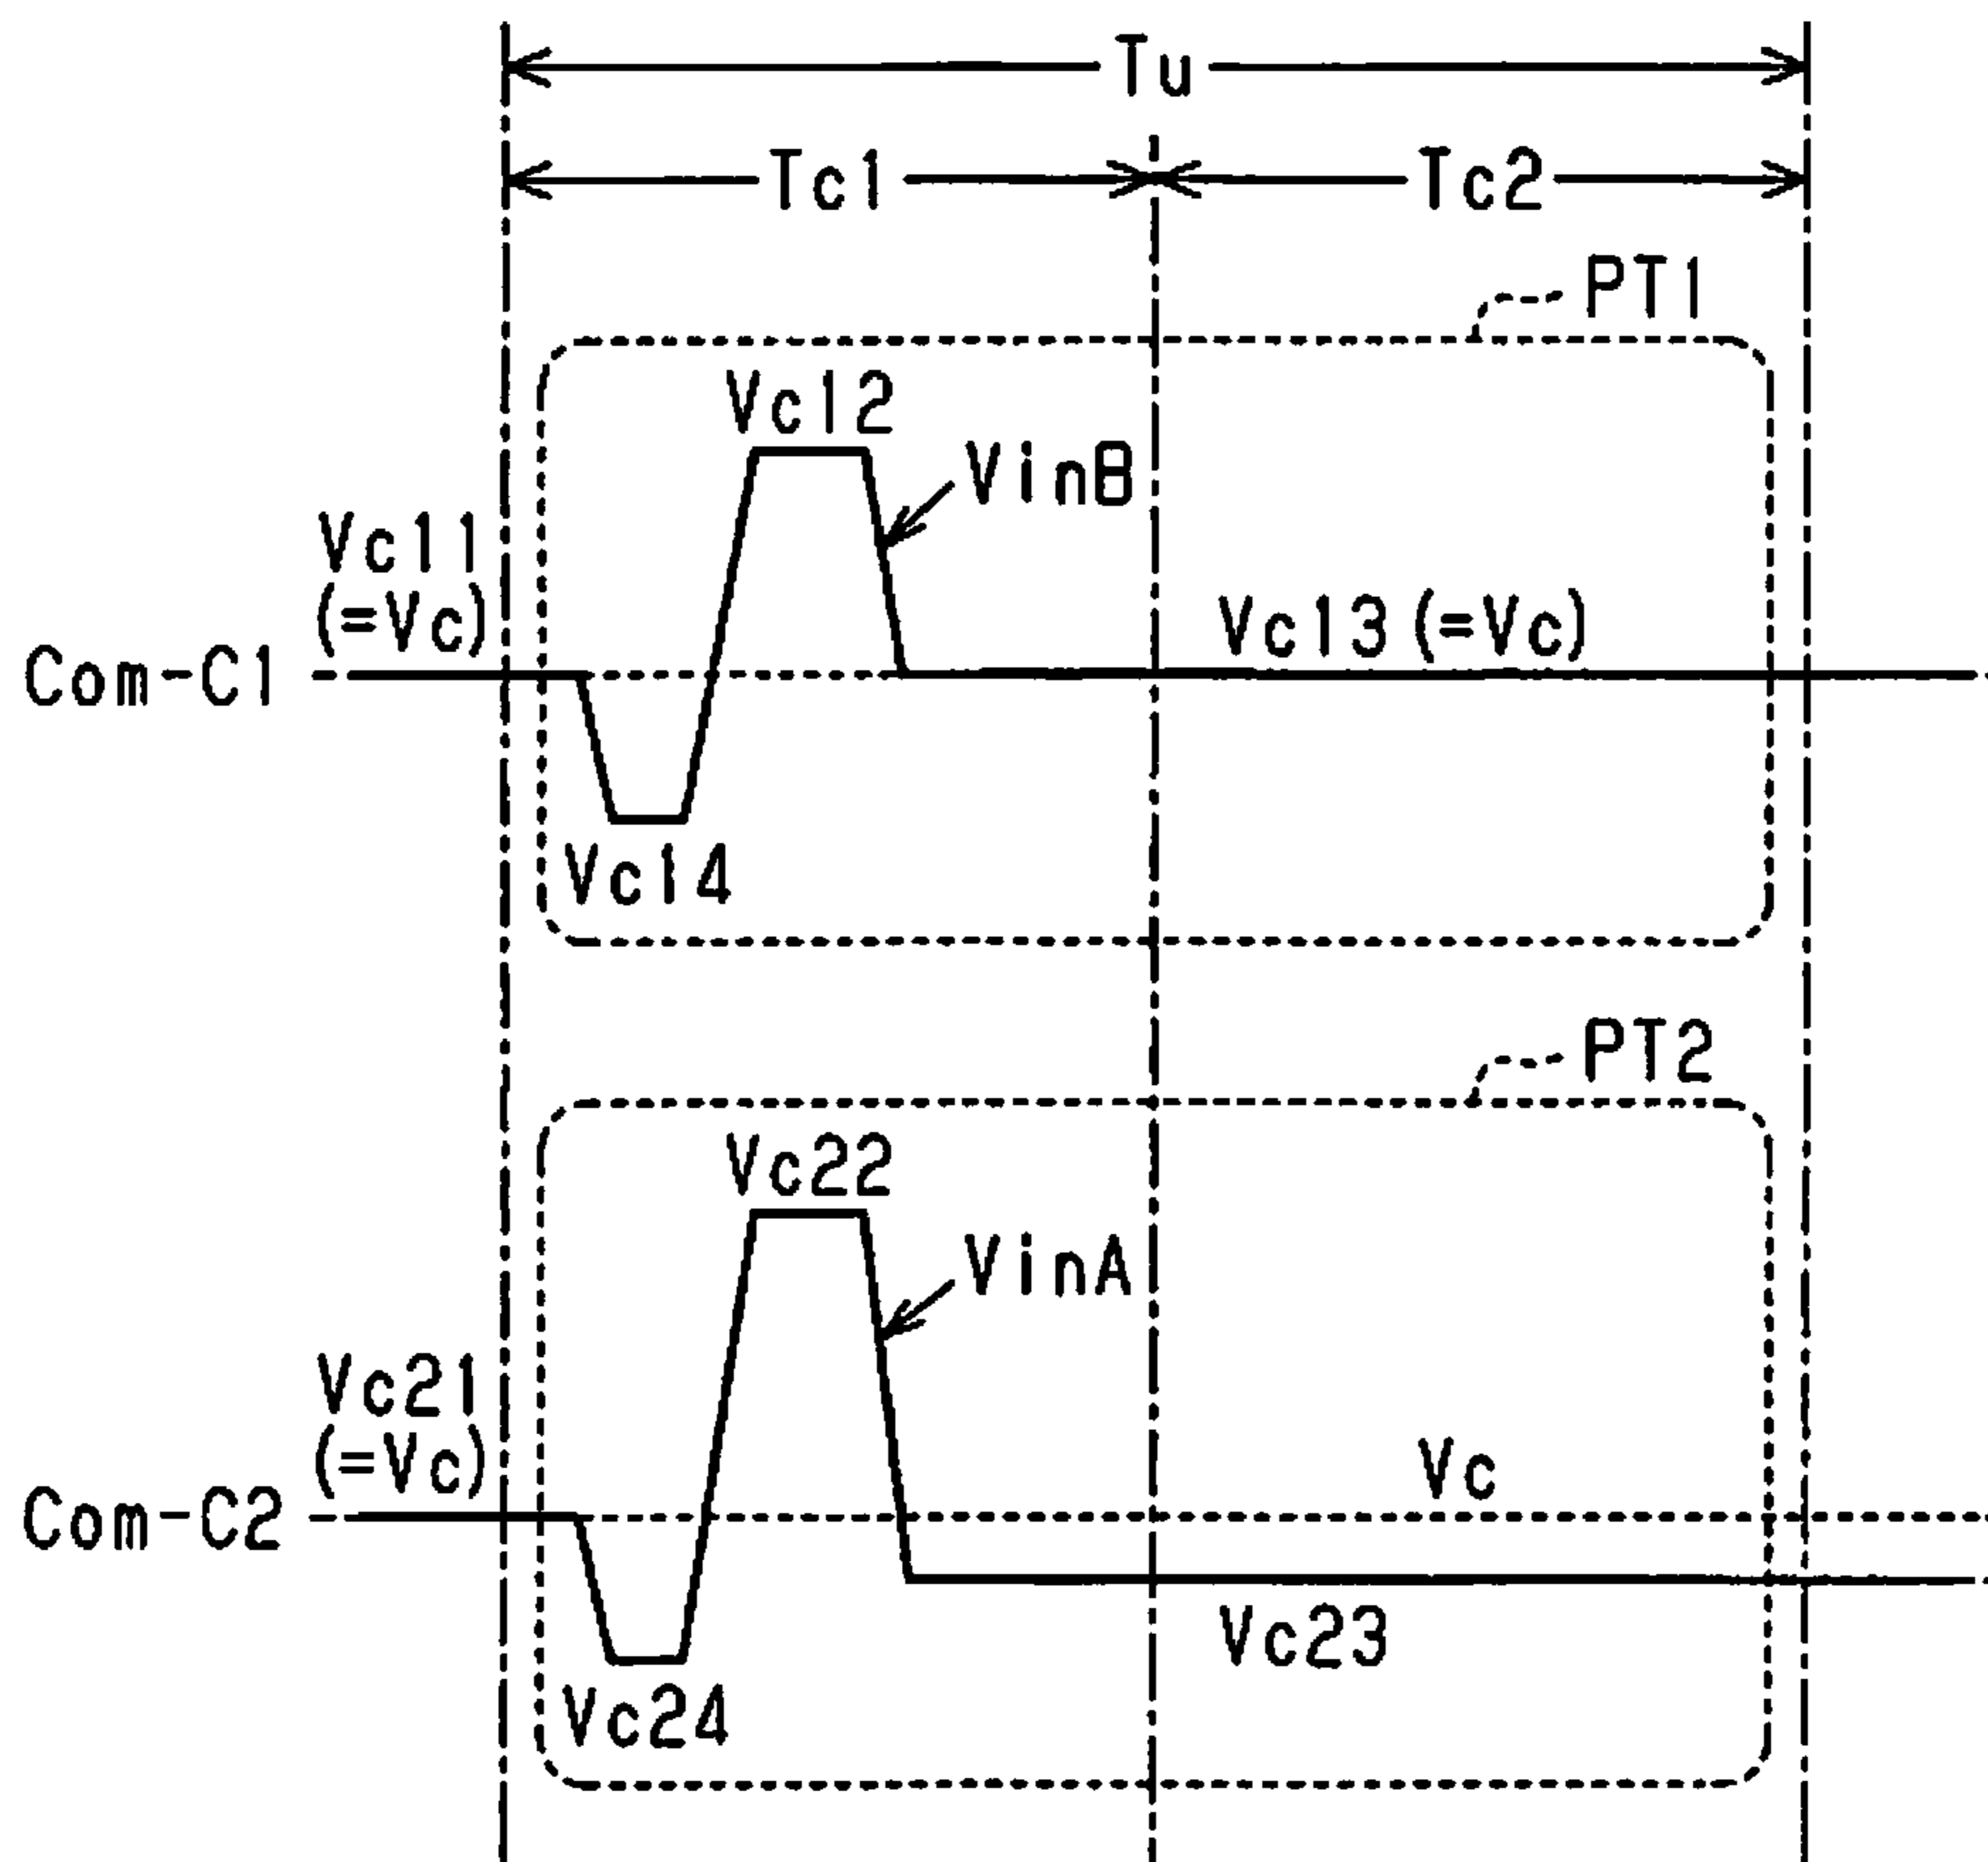 Tu
Tc1
Tc2
PT1
Vc12
VinB
Vc11
(=Vc)
Vc13 (=Vc)
Com-C1
Vc14
PT2
Vc22
VinA
Vc21
(=Vc)
Vc
Com-C2
Vc23
Vc24